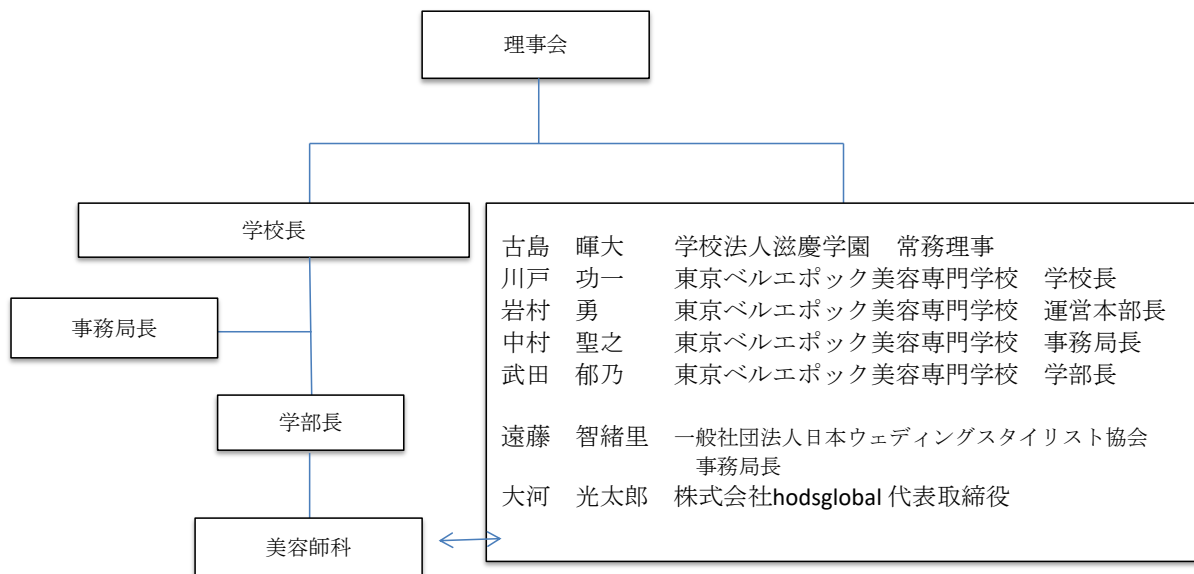 理事会
学校長
事務局長
学部長
美容師科
古島 暉大 学校法人滋慶学園 常務理事
川戸 功一 東京ベルエポック美容専門学校 学校長
岩村 勇 東京ベルエポック美容専門学校 運営本部長
中村 聖之 東京ベルエポック美容専門学校 事務局長
武田 郁乃 東京ベルエポック美容専門学校 学部長
遠藤 智緒里 一般社団法人日本ウェディングスタイリスト協会
事務局長
大河 光太郎 株式会社hodsglobal 代表取締役